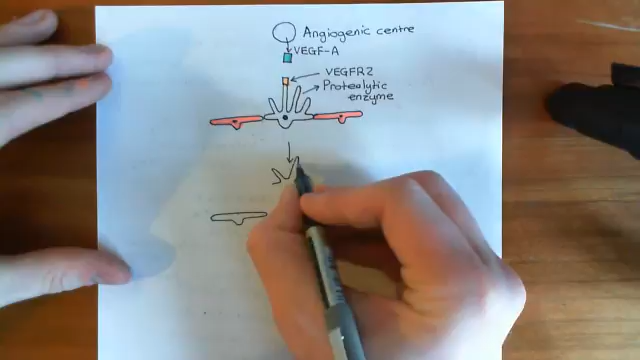 Angiogenic centre
VEGF-A
VEGFR2
Proteolytic
enzyme